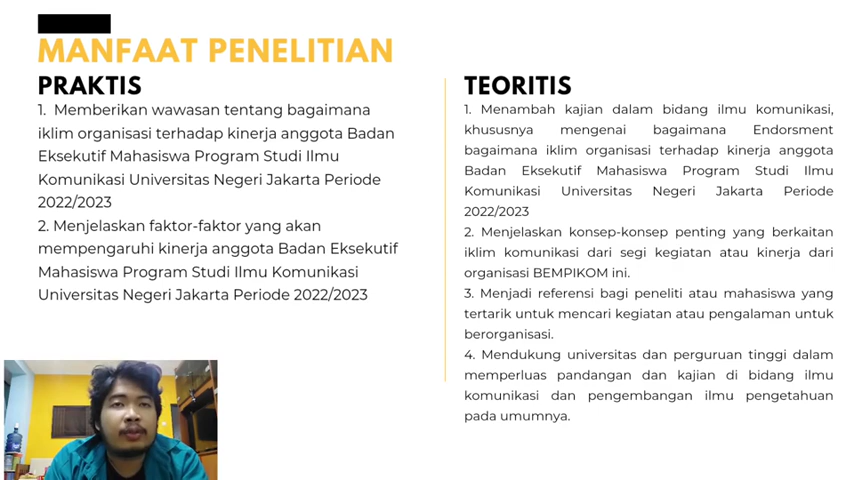 MANFAAT PENELITIAN
PRAKTIS
1. Memberikan wawasan tentang bagaimana
iklim organisasi terhadap kinerja anggota Badan
Eksekutif Mahasiswa Program Studi Ilmu
Komunikasi Universitas Negeri Jakarta Periode
2022/2023
2. Menjelaskan faktor-faktor yang akan
mempengaruhi kinerja anggota Badan Eksekutif
Mahasiswa Program Studi Ilmu Komunikasi
Universitas Negeri Jakarta Periode 2022/2023
TEORITIS
1. Menambah kajian dalam bidang ilmu komunikasi,
khususnya mengenai bagaimana Endorsment
bagaimana iklim organisasi terhadap kinerja anggota
Badan Eksekutif Mahasiswa Program Studi Ilmu
Komunikasi Universitas Negeri Jakarta Periode
2022/2023
2. Menjelaskan konsep-konsep penting yang berkaitan
iklim komunikasi dari segi kegiatan atau kinerja dari
organisasi BEMPIKOM ini.
3. Menjadi referensi bagi peneliti atau mahasiswa yang
tertarik untuk mencari kegiatan atau pengalaman untuk
berorganisasi.
4. Mendukung universitas dan perguruan tinggi dalam
memperluas pandangan dan kajian di bidang ilmu
komunikasi dan pengembangan ilmu pengetahuan
pada umumnya.